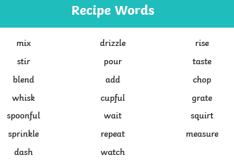 Recipe Words
mix drizzle rise
stir pour taste
blend add chop
whisk cupful grate
spoonful wait squirt
sprinkle repeat measure
dash watch